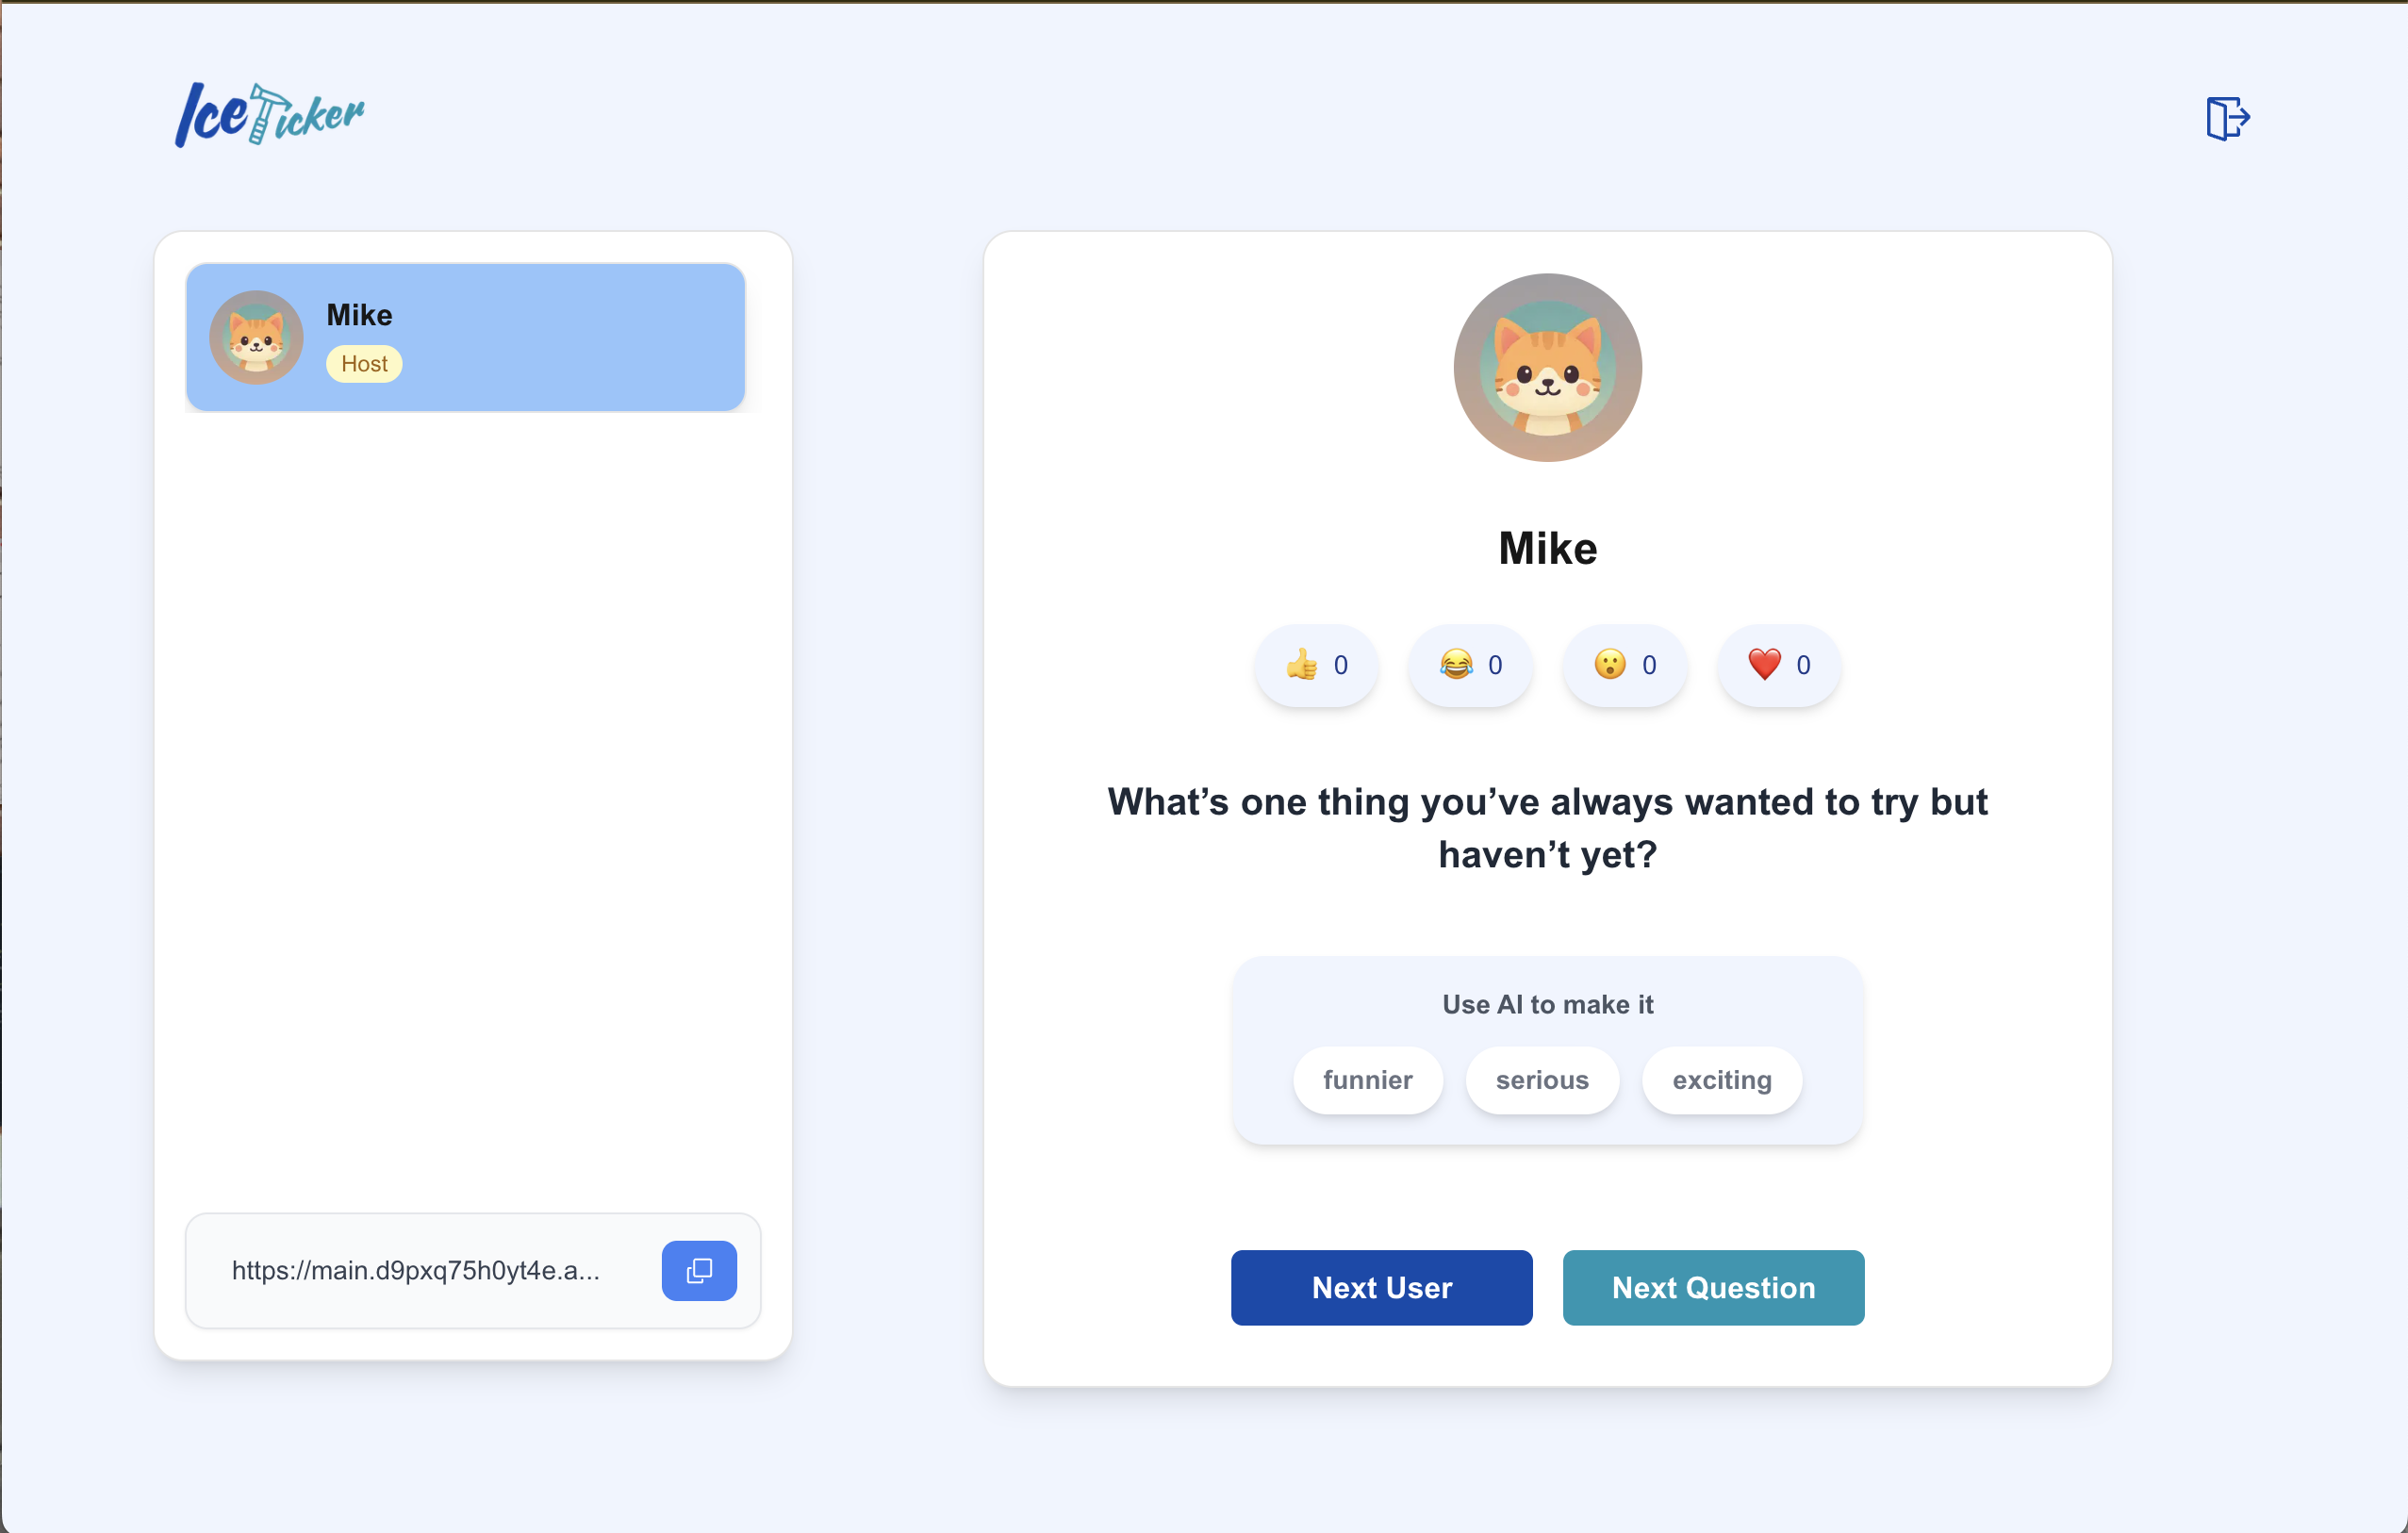 IceTicker
Mike
Host
https://main.d9pxq75h0yt4e.a...
Mike
0
0
0
0
What’s one thing you’ve always wanted to try but
haven’t yet?
Use AI to make it
funnier
serious
exciting
Next User
Next Question